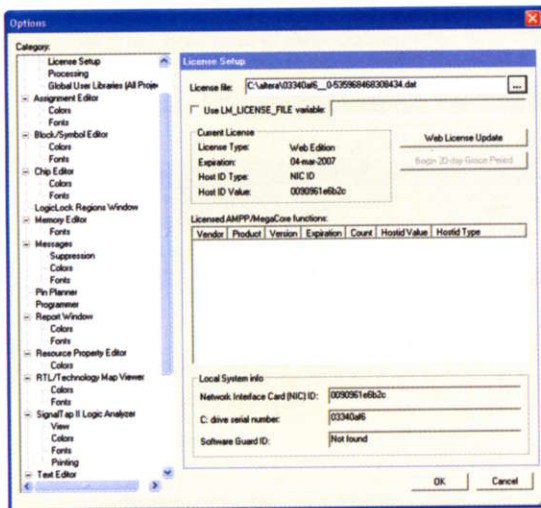 Options
Category:
License Setup
Processing
Global User Libraries (All Proje
Assignment Editor
Colors
Fonts
Block/Symbol Editor
Colors
Fonts
Chip Editor
Colors
Fonts
LogicLock Regions Window
Memory Editor
Fonts
Messages
Suppression
Colors
Fonts
Pin Planner
Programmer
Report Window
Colors
Fonts
Resource Property Editor
Colors
RTL/Technology Map Viewer
Colors
Fonts
SignalTap II Logic Analyzer
View
Colors
Fonts
Printing
Text Editor
License Setup
License file: C:\altera\03340af6__0-535968468308434.dat ...
Use LM_LICENSE_FILE variable:
Current License
License Type: Web Edition
Expiration: 04-mar-2007
Host ID Type: NIC ID
Host ID Value: 0090961e6b2c
Web License Update
Begin 30-day Grace Period
Licensed AMPP/MegaCore functions:
Vendor Product Version Expiration Count Hostid Value Hostid Type
Local System info
Network Interface Card (NIC) ID: 0090961e6b2c
C: drive serial number: 03340af6
Software Guard ID: Not found
OK Cancel